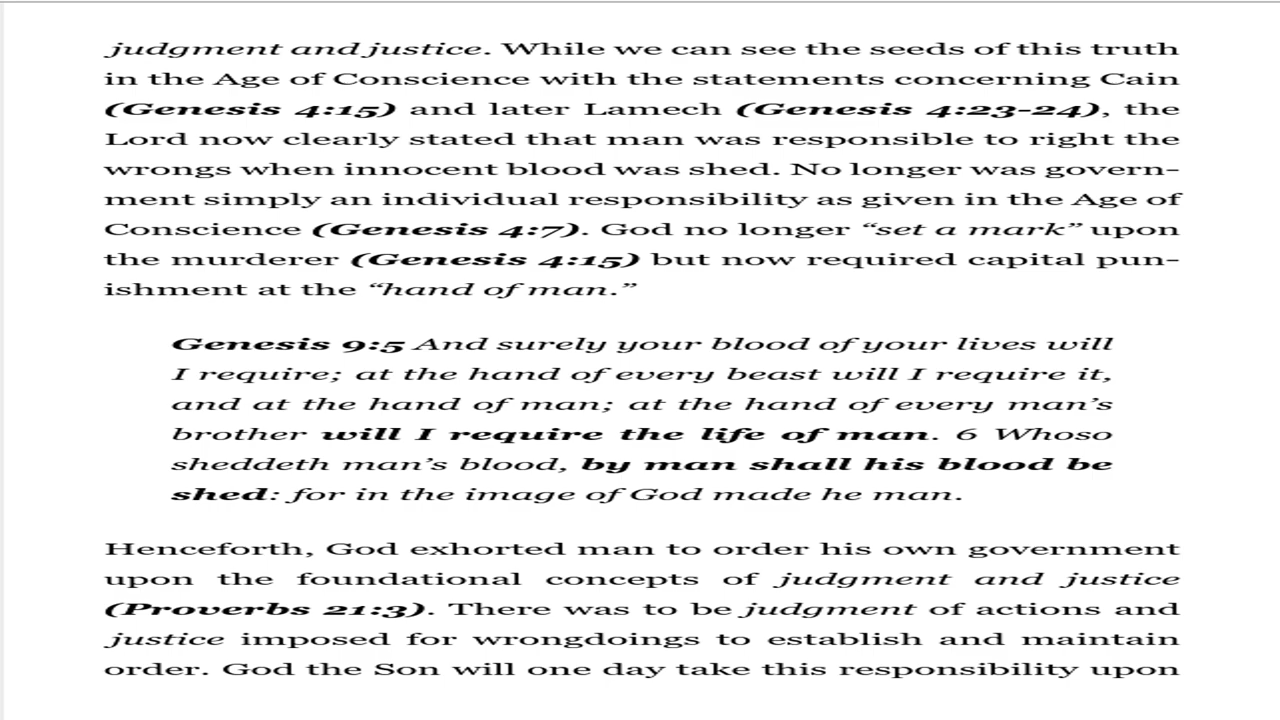 judgment and justice. While we can see the seeds of this truth
in the Age of Conscience with the statements concerning Cain
(Genesis 4:15) and later Lamech (Genesis 4:23-24), the
Lord now clearly stated that man was responsible to right the
wrongs when innocent blood was shed. No longer was govern-
ment simply an individual responsibility as given in the Age of
Conscience (Genesis 4:7). God no longer “set a mark” upon
the murderer (Genesis 4:15) but now required capital pun-
ishment at the “hand of man.”
Genesis 9:5 And surely your blood of your lives will
I require; at the hand of every beast will I require it,
and at the hand of man; at the hand of every man’s
brother will I require the life of man. 6 Whoso
sheddeth man’s blood, by man shall his blood be
shed: for in the image of God made he man.
Henceforth, God exhorted man to order his own government
upon the foundational concepts of judgment and justice
(Proverbs 21:3). There was to be judgment of actions and
justice imposed for wrongdoings to establish and maintain
order. God the Son will one day take this responsibility upon